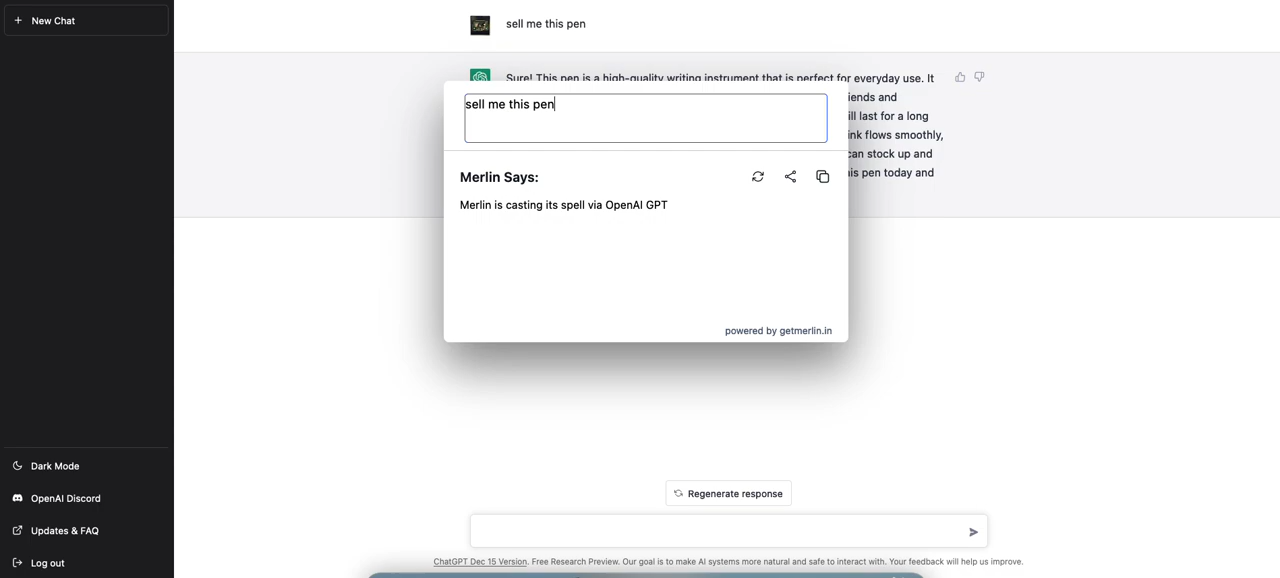 New Chat
sell me this pen
Sure! This pen is a high-quality writing instrument that is perfect for everyday use. It
iends and
ill last for a long
ink flows smoothly,
can stock up and
his pen today and
sell me this pen
Merlin Says:
Merlin is casting its spell via OpenAI GPT
powered by getmerlin.in
Dark Mode
OpenAI Discord
Updates & FAQ
Log out
Regenerate response
ChatGPT Dec 15 Version. Free Research Preview. Our goal is to make AI systems more natural and safe to interact with. Your feedback will help us improve.